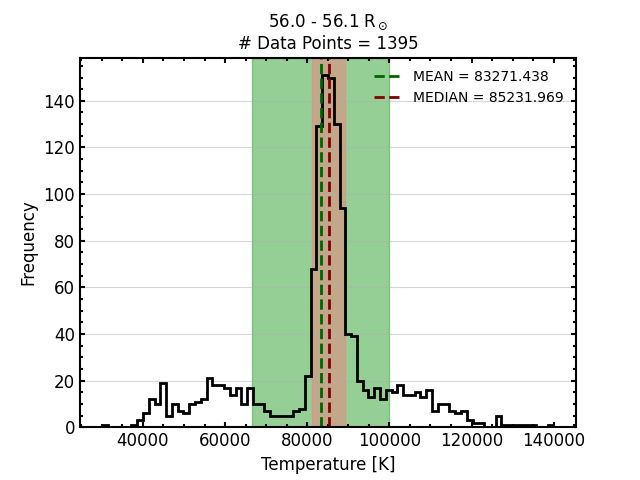 56.0 - 56.1 R⊙
# Data Points = 1395
MEAN = 83271.438
MEDIAN = 85231.969
140
120
100
80
60
40
20
0
Frequency
40000 60000 80000 100000 120000 140000
Temperature [K]